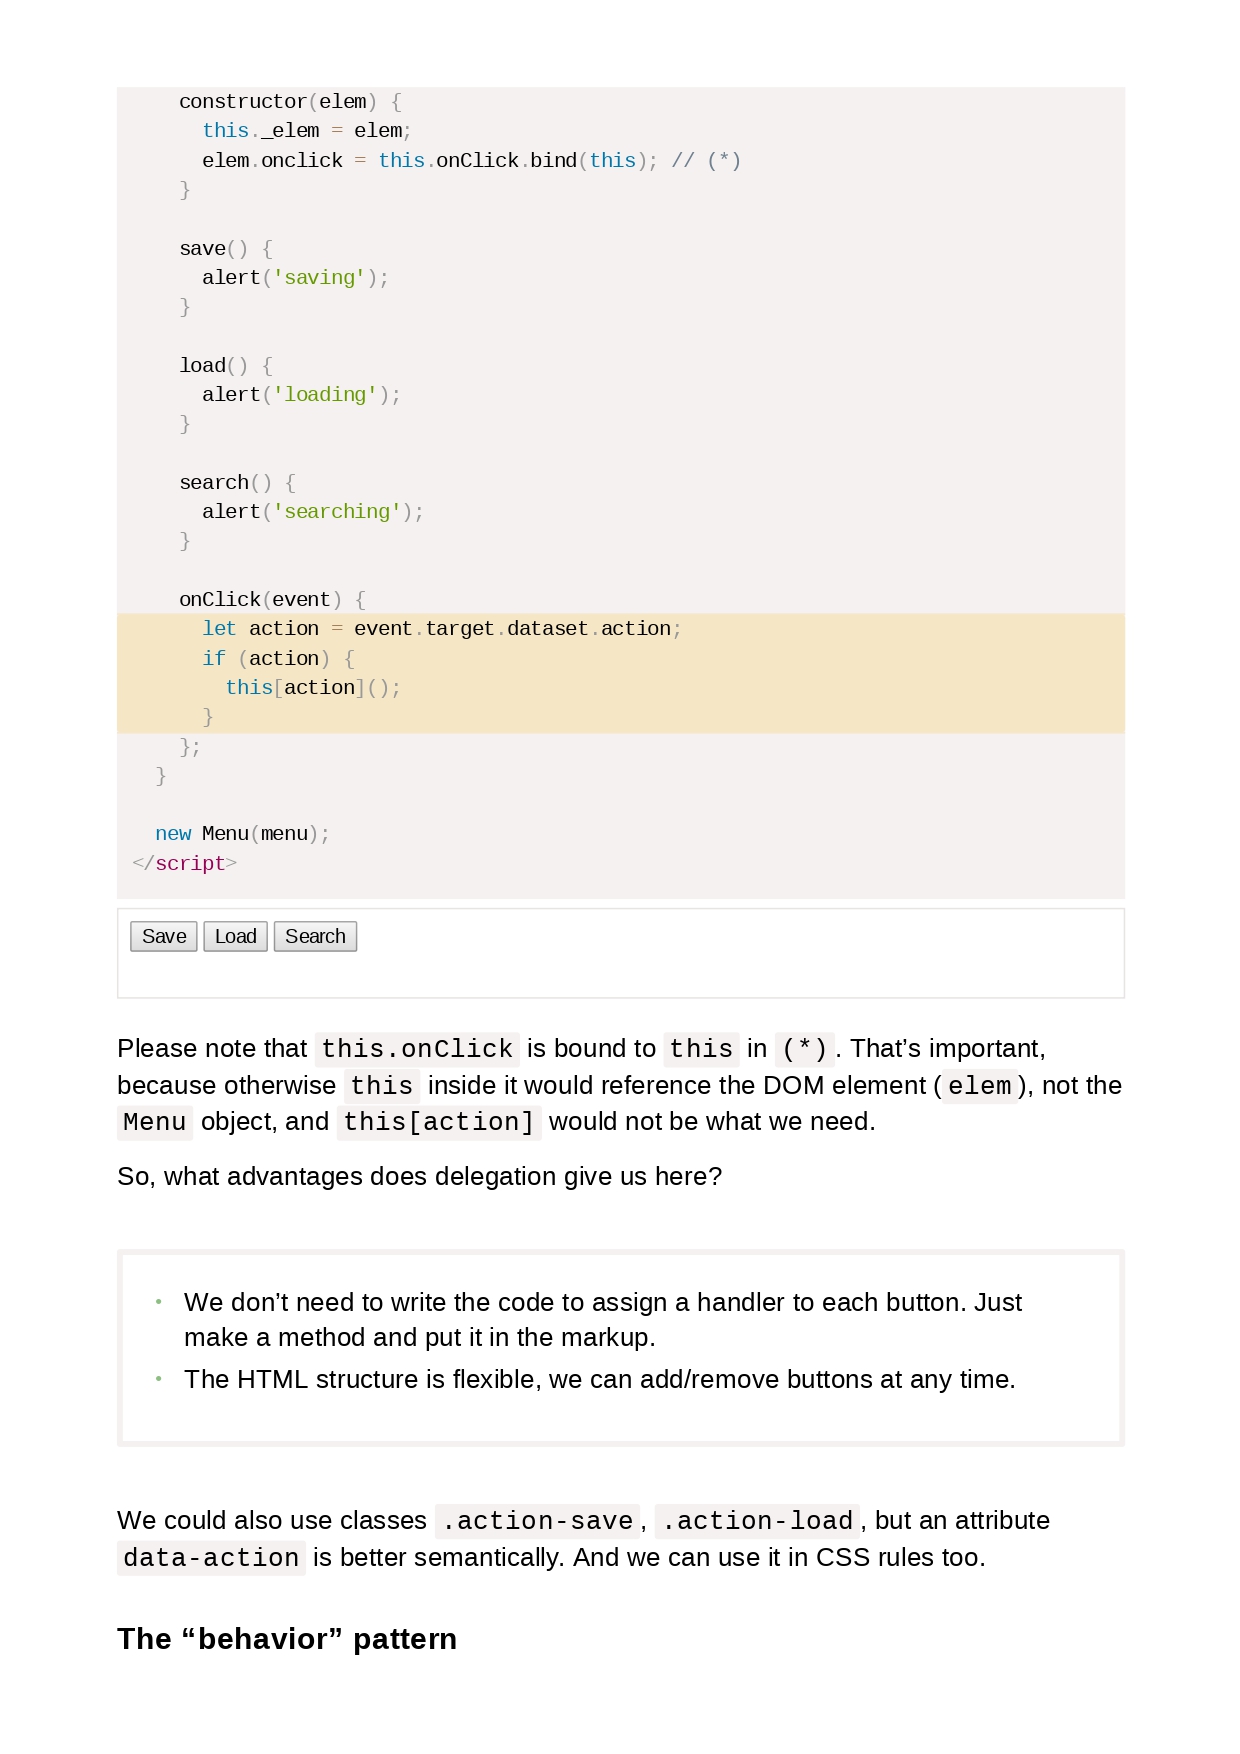 constructor(elem) {
this._elem = elem;
elem.onclick = this.onClick.bind(this); // (*)
}
save() {
alert('saving');
}
load() {
alert('loading');
}
search() {
alert('searching');
}
onClick(event) {
let action = event.target.dataset.action;
if (action) {
this[action]();
}
};
}
new Menu(menu);
</script>
Save Load Search
Please note that this.onClick is bound to this in (*). That’s important,
because otherwise this inside it would reference the DOM element (elem), not the
Menu object, and this[action] would not be what we need.
So, what advantages does delegation give us here?
• We don’t need to write the code to assign a handler to each button. Just
make a method and put it in the markup.
• The HTML structure is flexible, we can add/remove buttons at any time.
We could also use classes .action-save, .action-load, but an attribute
data-action is better semantically. And we can use it in CSS rules too.
The “behavior” pattern